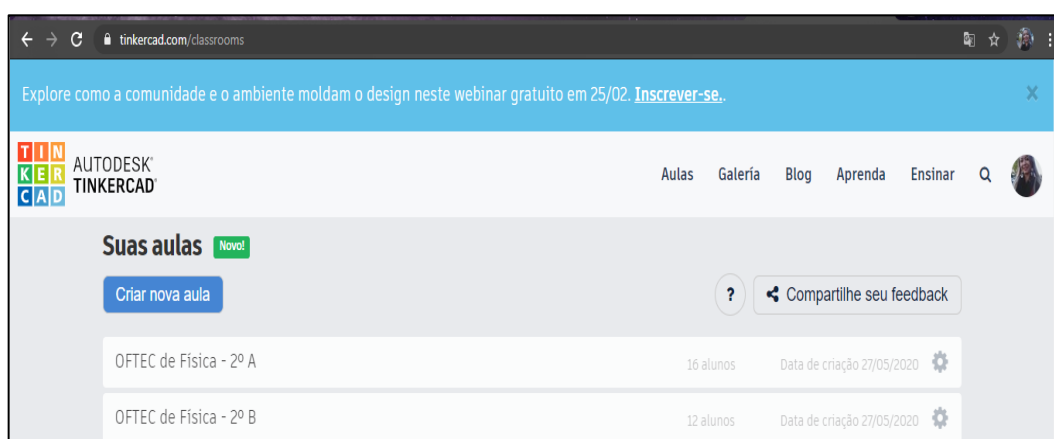 tinkercad.com/classrooms
Explore como a comunidade e o ambiente moldam o design neste webinar gratuito em 25/02. Inscrever-se.. X
TIN
KER
CAD
AUTODESK®
TINKERCAD®
Aulas Galería Blog Aprenda Ensinar
Suas aulas Novo!
Criar nova aula ? Compartilhe seu feedback
OFTEC de Física - 2º A 16 alunos Data de criação 27/05/2020
OFTEC de Física - 2º B 12 alunos Data de criação 27/05/2020